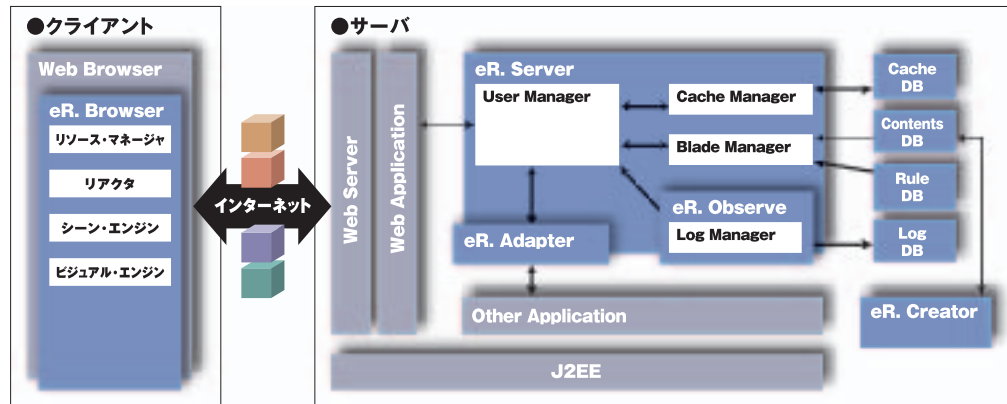 ●クライアント
Web Browser
eR. Browser
リソース・マネージャ
リアクタ
シーン・エンジン
ビジュアル・エンジン
インターネット
●サーバ
Web Server
Web Application
eR. Server
User Manager
Cache Manager
Blade Manager
eR. Observe
Log Manager
eR. Adapter
Other Application
J2EE
Cache
DB
Contents
DB
Rule
DB
Log
DB
eR. Creator